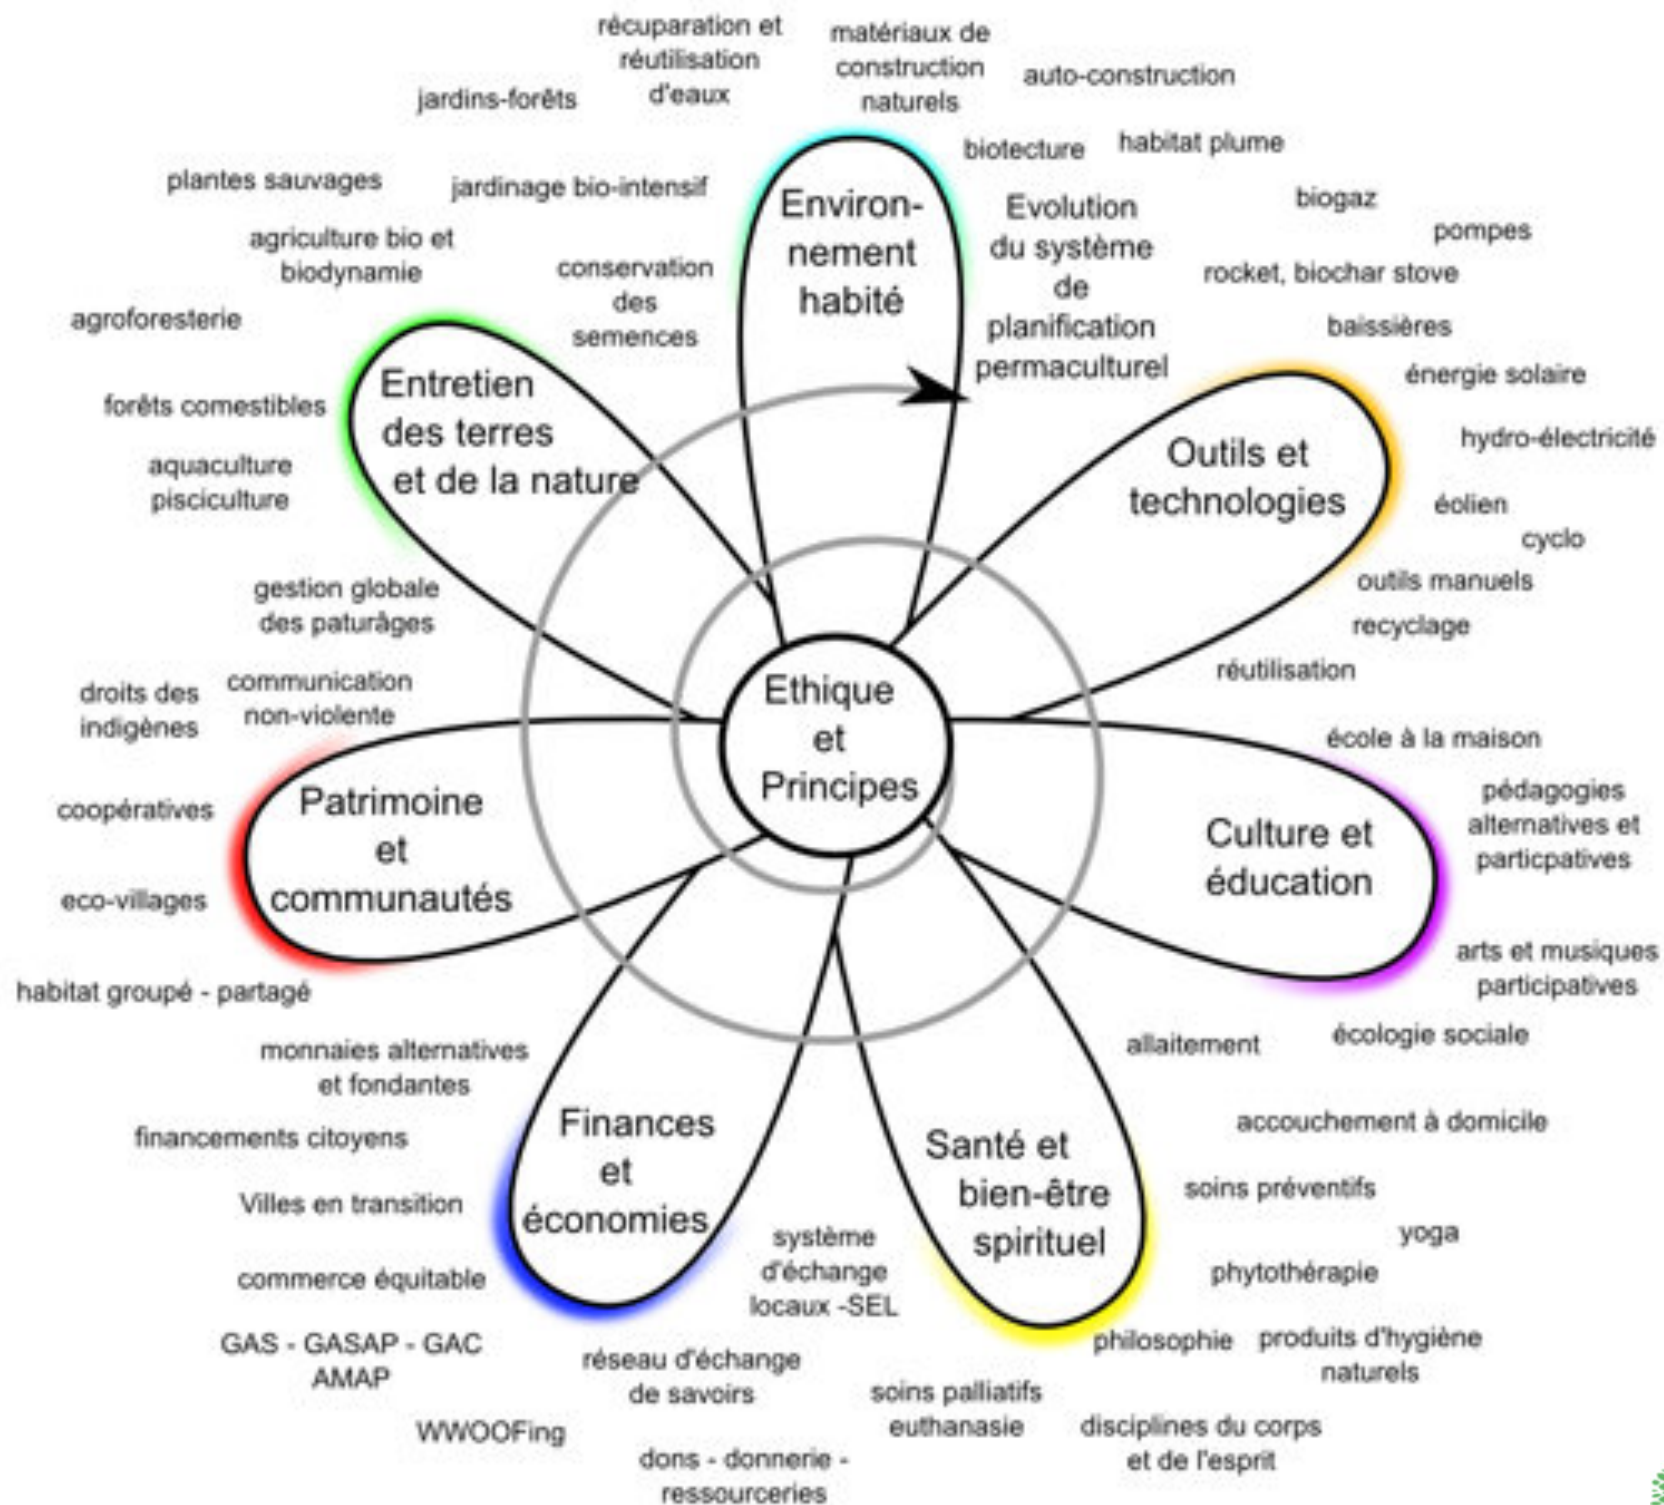 récuparation et
réutilisation
d'eaux
matériaux de
construction
naturels
auto-construction
jardins-forêts
biotecture
habitat plume
plantes sauvages
jardinage bio-intensif
Environ-
nement
habité
Evolution
du système
de
planification
permaculturel
biogaz
pompes
agriculture bio et
biodynamie
conservation
des
semences
rocket, biochar stove
agroforesterie
baissières
Entretien
des terres
et de la nature
énergie solaire
forêts comestibles
Outils et
technologies
hydro-électricité
aquaculture
pisciculture
éolien
cyclo
outils manuels
gestion globale
des paturâges
recyclage
réutilisation
droits des
indigènes
communication
non-violente
Ethique
et
Principes
école à la maison
coopératives
Patrimoine
et
communautés
Culture et
éducation
pédagogies
alternatives et
particpatives
eco-villages
arts et musiques
participatives
habitat groupé - partagé
écologie sociale
monnaies alternatives
et fondantes
allaitement
financements citoyens
Finances
et
économies
Santé et
bien-être
spirituel
accouchement à domicile
Villes en transition
soins préventifs
yoga
commerce équitable
système
d'échange
locaux -SEL
phytothérapie
GAS - GASAP - GAC
AMAP
réseau d'échange
de savoirs
philosophie
produits d'hygiène
naturels
soins palliatifs
euthanasie
WWOOFing
disciplines du corps
et de l'esprit
dons - donnerie -
ressourceries